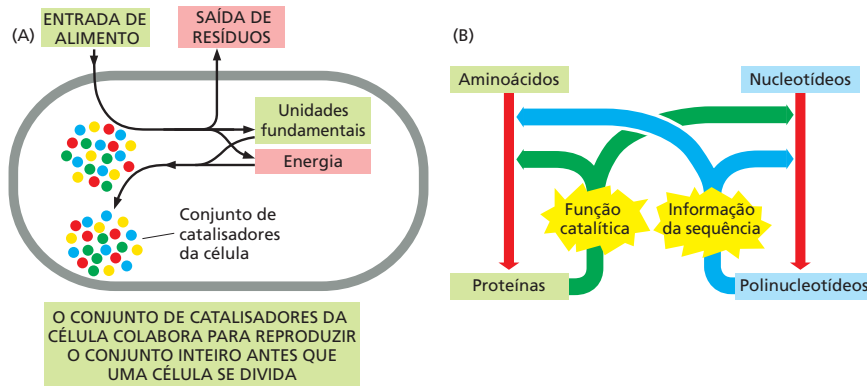 (A)
ENTRADA DE
ALIMENTO
SAÍDA DE
RESÍDUOS
Unidades
fundamentais
Energia
Conjunto de
catalisadores
da célula
O CONJUNTO DE CATALISADORES DA
CÉLULA COLABORA PARA REPRODUZIR
O CONJUNTO INTEIRO ANTES QUE
UMA CÉLULA SE DIVIDA
(B)
Aminoácidos
Nucleotídeos
Função
catalítica
Informação
da sequência
Proteínas
Polinucleotídeos